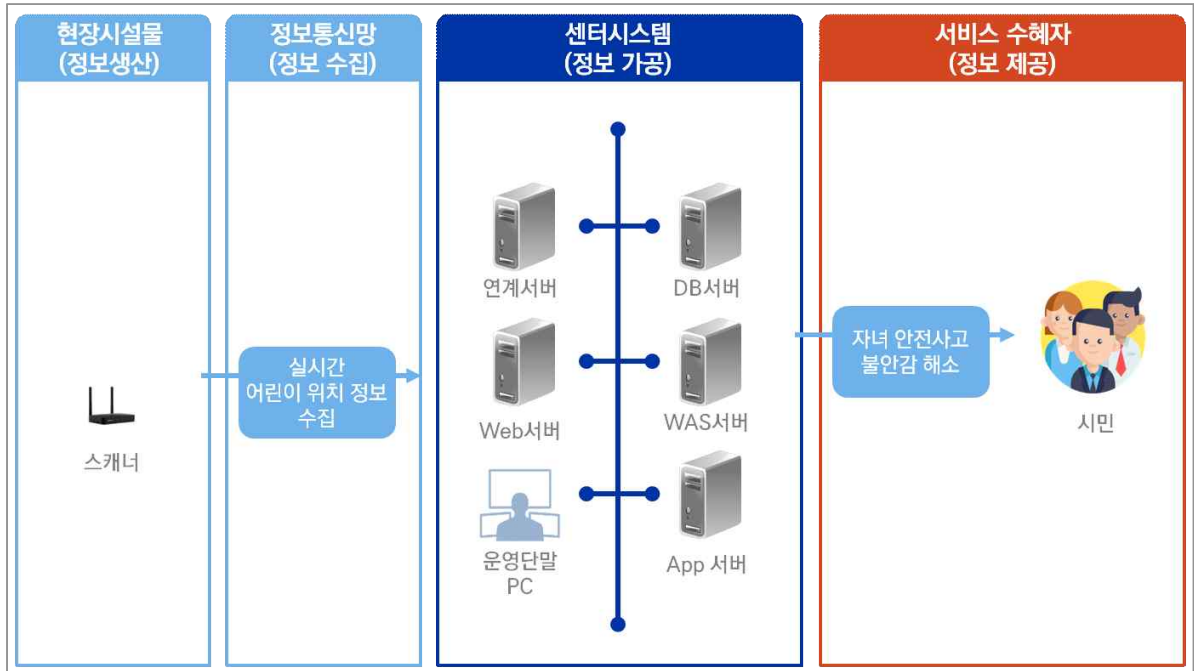 현장시설물
(정보생산)
정보통신망
(정보 수집)
센터시스템
(정보 가공)
서비스 수혜자
(정보 제공)
스캐너
실시간
어린이 위치 정보
수집
연계서버
DB서버
Web서버
WAS서버
운영단말
PC
App 서버
자녀 안전사고
불안감 해소
시민